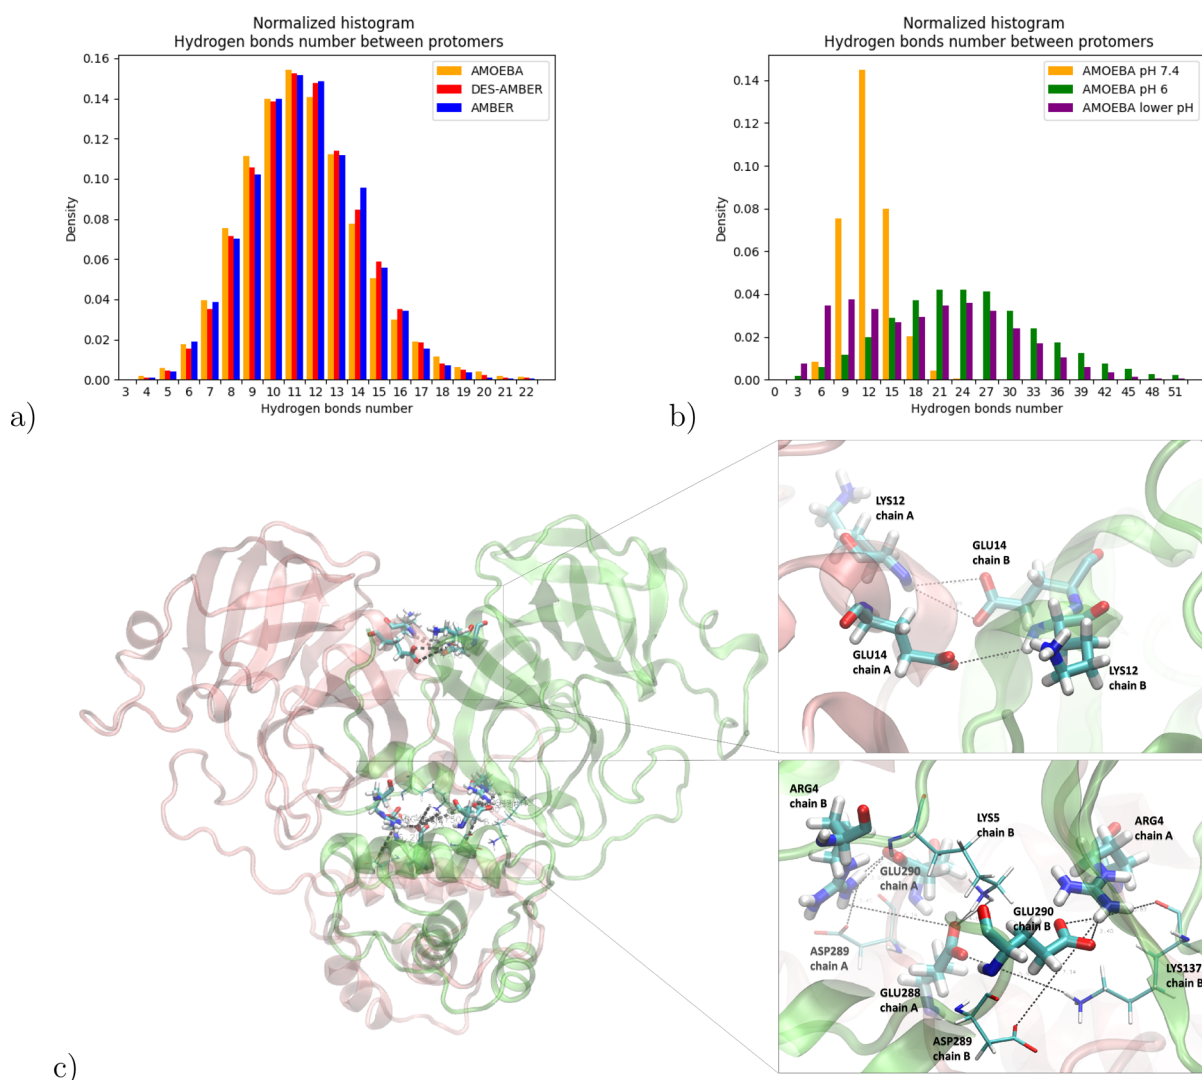 Normalized histogram
Hydrogen bonds number between protomers
0.16
0.14
0.12
0.10
0.08
0.06
0.04
0.02
0.00
Density
AMOEBA
DES-AMBER
AMBER
3 4 5 6 7 8 9 10 11 12 13 14 15 16 17 18 19 20 21 22
Hydrogen bonds number
a)
Normalized histogram
Hydrogen bonds number between protomers
0.14
0.12
0.10
0.08
0.06
0.04
0.02
0.00
Density
AMOEBA pH 7.4
AMOEBA pH 6
AMOEBA lower pH
0 3 6 9 12 15 18 21 24 27 30 33 36 39 42 45 48 51
Hydrogen bonds number
b)
LYS12
chain A
GLU14
chain B
GLU14
chain A
LYS12
chain B
ARG4
chain B
LYS5
chain B
ARG4
chain A
GLU290
chain A
GLU290
chain B
ASP289
chain A
LYS137
chain B
GLU288
chain A
ASP289
chain B
c)